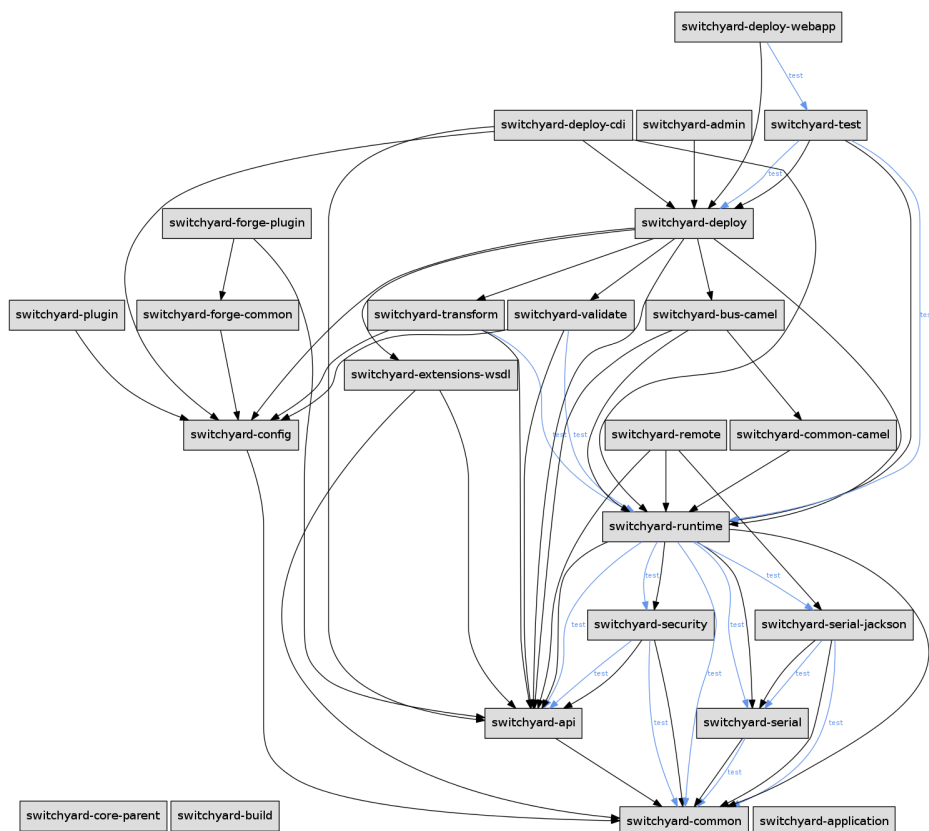 switchyard-deploy-webapp
test
switchyard-deploy-cdi
switchyard-admin
switchyard-test
test
switchyard-forge-plugin
switchyard-deploy
switchyard-plugin
switchyard-forge-common
switchyard-transform
switchyard-validate
switchyard-bus-camel
test
switchyard-extensions-wsdl
switchyard-config
test
test
switchyard-remote
switchyard-common-camel
switchyard-runtime
test
test
switchyard-security
test
test
test
switchyard-serial-jackson
test
test
switchyard-api
test
test
switchyard-serial
test
test
switchyard-core-parent
switchyard-build
switchyard-common
switchyard-application